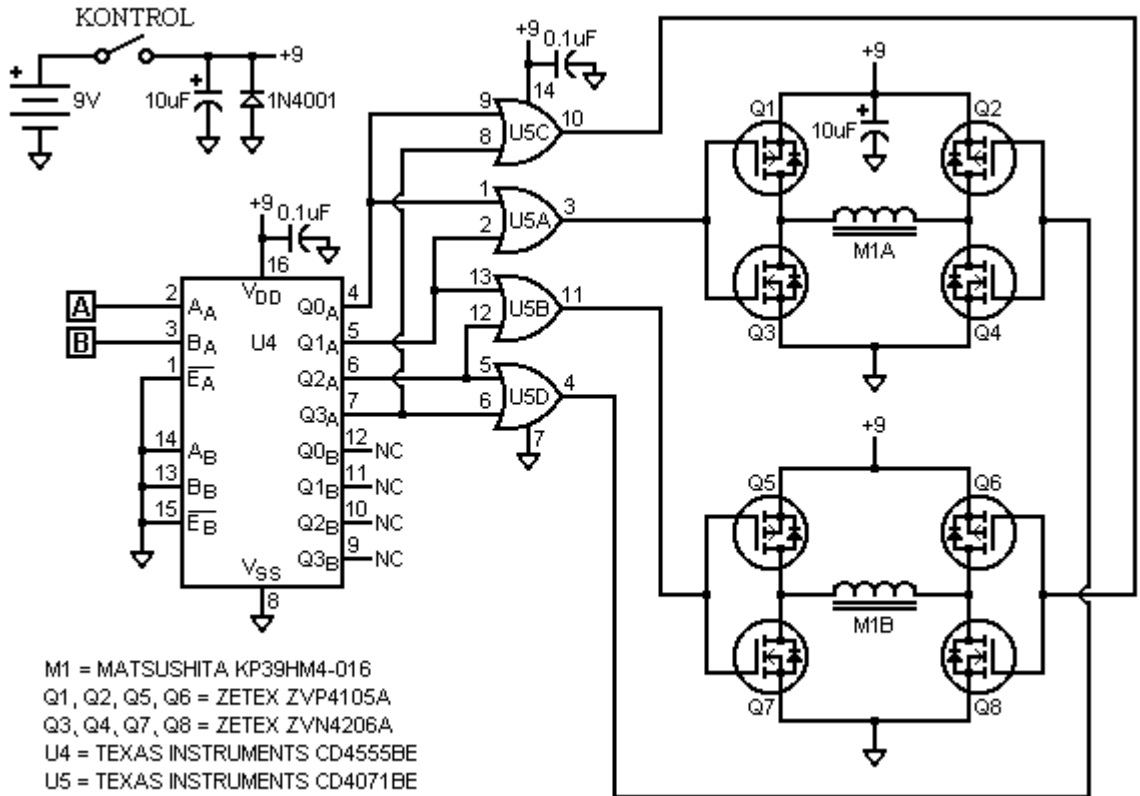 KONTROL
+
9V
+
10uF
1N4001
+9
+9
0.1uF
14
9
8
U5C
10
1
2
U5A
3
13
12
U5B
11
5
6
U5D
4
7
+9
0.1uF
16
VDD
A
2
AA
B
3
BA
1
EA
14
AB
13
BB
15
EB
U4
Q0A
4
Q1A
5
Q2A
6
Q3A
7
Q0B
12
NC
Q1B
11
NC
Q2B
10
NC
Q3B
9
NC
VSS
8
+9
Q1
+
10uF
Q2
M1A
Q3
Q4
+9
Q5
Q6
M1B
Q7
Q8
M1 = MATSUSHITA KP39HM4-016
Q1, Q2, Q5, Q6 = ZETEX ZVP4105A
Q3, Q4, Q7, Q8 = ZETEX ZVN4206A
U4 = TEXAS INSTRUMENTS CD4555BE
U5 = TEXAS INSTRUMENTS CD4071BE